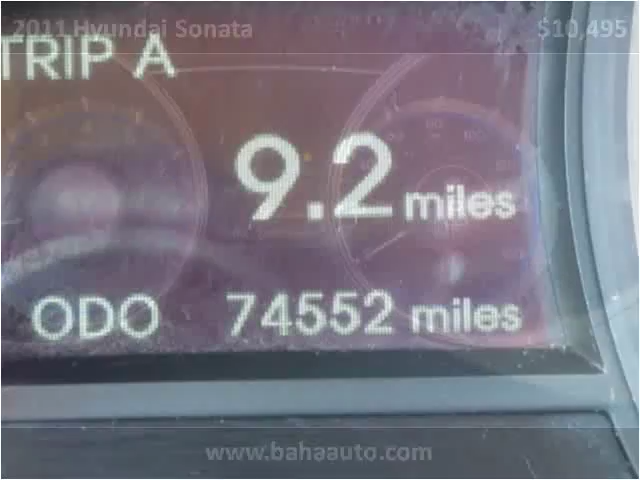 2011 Hyundai Sonata $10,495
TRIP A
9.2 miles
ODO 74552 miles
www.bahaauto.com